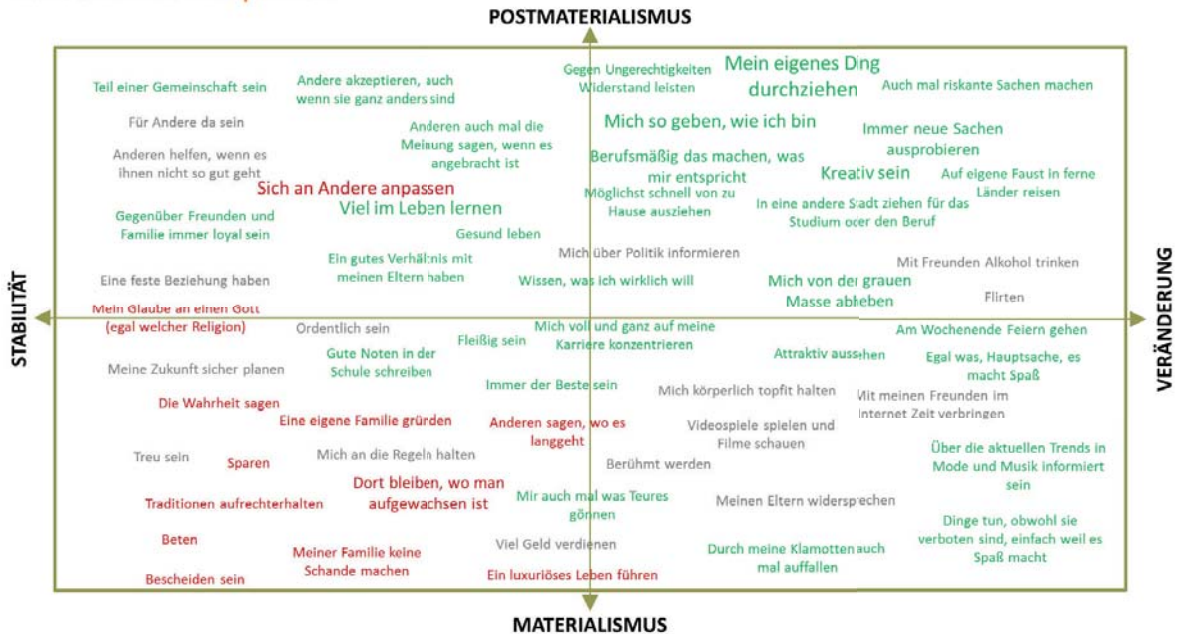 POSTMATERIALISMUS
Teil einer Gemeinschaft sein
Andere akzeptieren, auch
wenn sie ganz anders sind
Gegen Ungerechtigkeiten
Widerstand leisten
Mein eigenes Ding
durchziehen
Auch mal riskante Sachen machen
Für Andere da sein
Anderen auch mal die
Meinung sagen, wenn es
angebracht ist
Mich so geben, wie ich bin
Immer neue Sachen
ausprobieren
Anderen helfen, wenn es
ihnen nicht so gut geht
Berufsmäßig das machen, was
mir entspricht
Kreativ sein
Auf eigene Faust in ferne
Länder reisen
Sich an Andere anpassen
Viel im Leben lernen
Möglichst schnell von zu
Hause ausziehen
In eine andere Stadt ziehen für das
Studium oder den Beruf
Gegenüber Freunden und
Familie immer loyal sein
Gesund leben
Ein gutes Verhältnis mit
meinen Eltern haben
Mich über Politik informieren
Mit Freunden Alkohol trinken
Eine feste Beziehung haben
Wissen, was ich wirklich will
Mich von der grauen
Masse abheben
Flirten
STABILITÄT
VERÄNDERUNG
Mein Glaube an einen Gott
(egal welcher Religion)
Ordentlich sein
Fleißig sein
Mich voll und ganz auf meine
Karriere konzentrieren
Am Wochenende Feiern gehen
Meine Zukunft sicher planen
Gute Noten in der
Schule schreiben
Attraktiv aussehen
Egal was, Hauptsache, es
macht Spaß
Immer der Beste sein
Mich körperlich topfit halten
Mit meinen Freunden im
Internet Zeit verbringen
Die Wahrheit sagen
Eine eigene Familie gründen
Anderen sagen, wo es
langgeht
Videospiele spielen und
Filme schauen
Treu sein
Sparen
Mich an die Regeln halten
Berühmt werden
Über die aktuellen Trends in
Mode und Musik informiert
sein
Dort bleiben, wo man
aufgewachsen ist
Traditionen aufrechterhalten
Mir auch mal was Teures
gönnen
Meinen Eltern widersprechen
Beten
Meiner Familie keine
Schande machen
Viel Geld verdienen
Durch meine Klamotten auch
mal auffallen
Dinge tun, obwohl sie
verboten sind, einfach weil es
Spaß macht
Bescheiden sein
Ein luxuriöses Leben führen
MATERIALISMUS